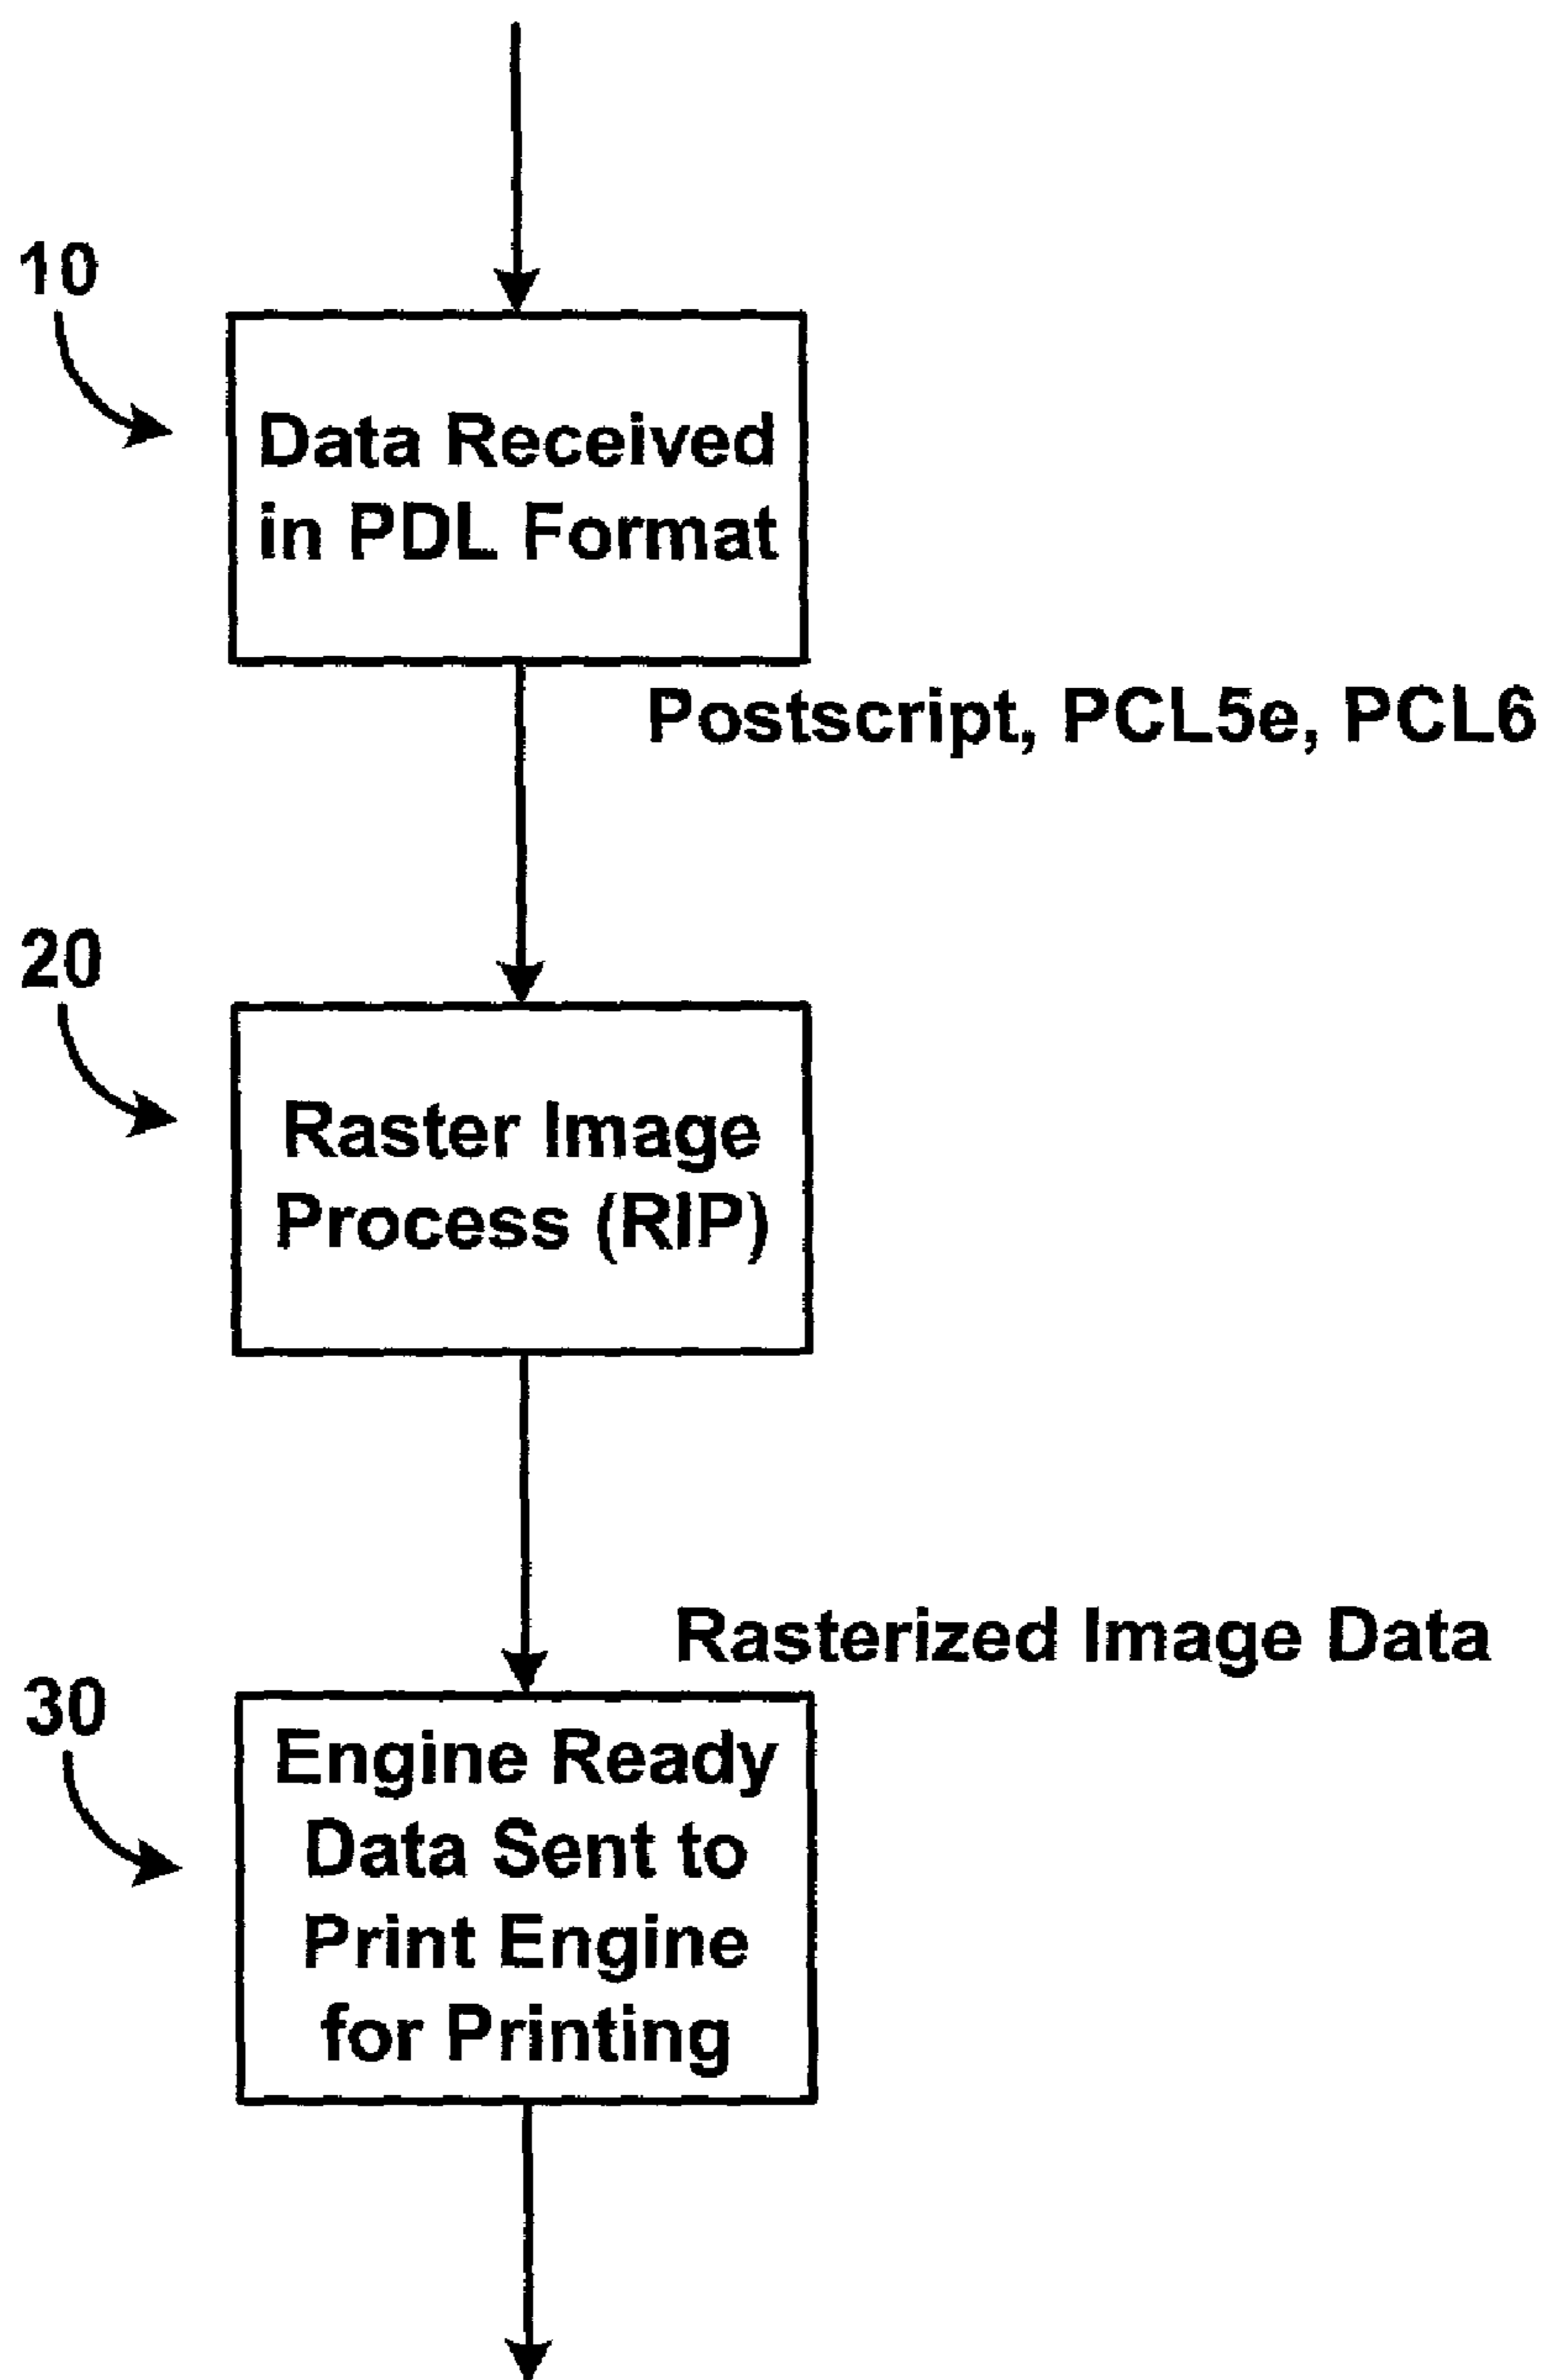 10
Data Received
in PDL Format
Postscript, PCL5e, PCL6
20
Raster Image
Process (RIP)
Rasterized Image Data
30
Engine Ready
Data Sent to
Print Engine
for Printing